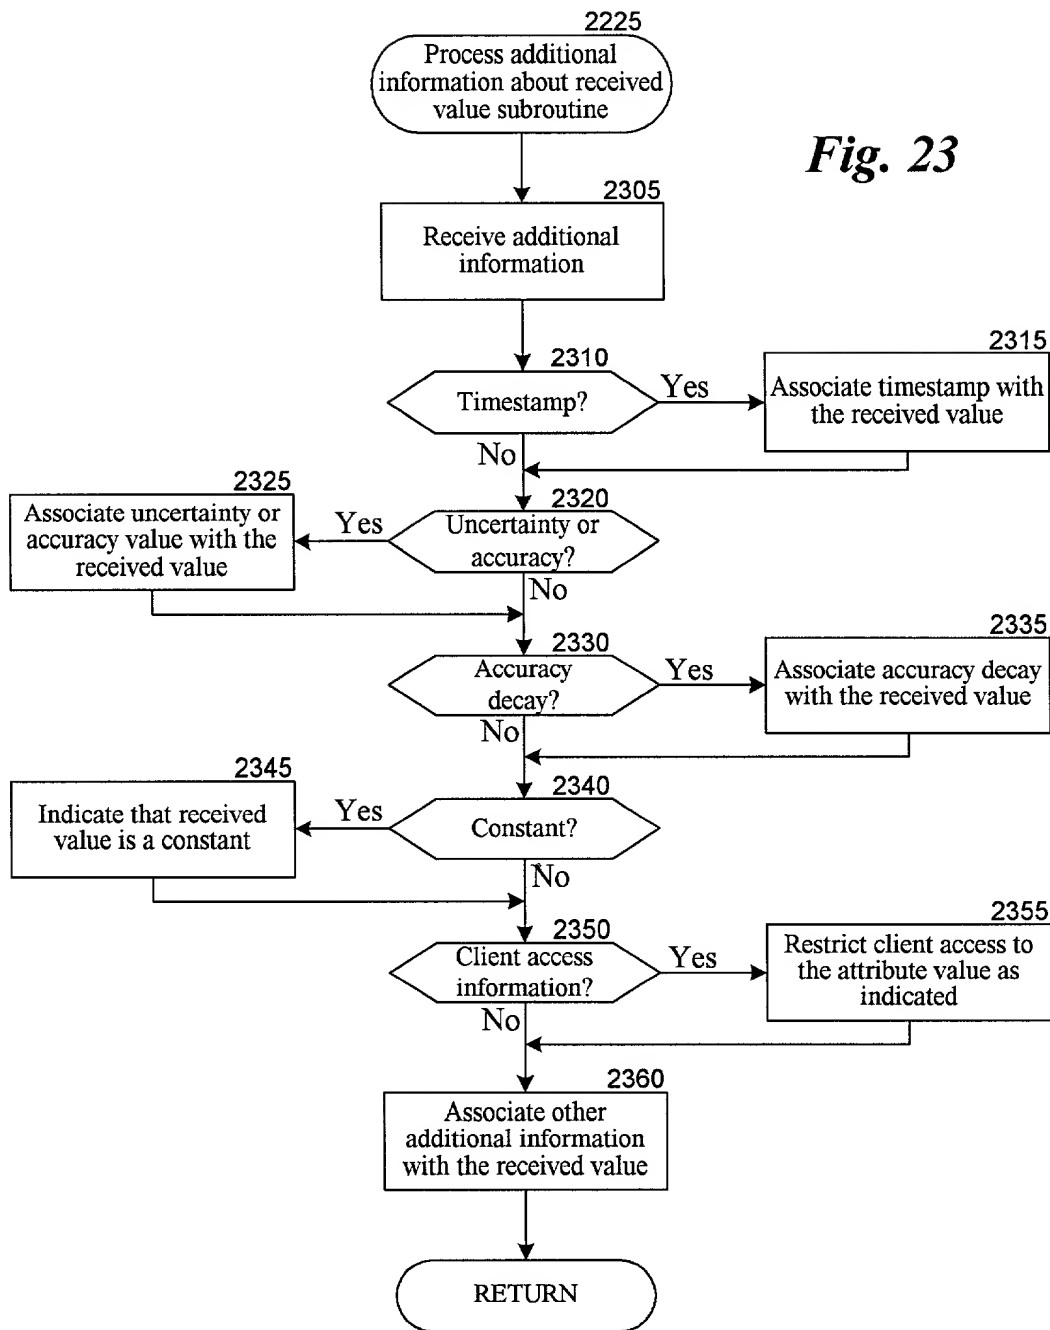 2225
Process additional
information about received
value subroutine
Fig. 23
2305
Receive additional
information
2310
Timestamp?
Yes
No
2315
Associate timestamp with
the received value
2320
Uncertainty or
accuracy?
Yes
No
2325
Associate uncertainty or
accuracy value with the
received value
2330
Accuracy
decay?
Yes
No
2335
Associate accuracy decay
with the received value
2340
Constant?
Yes
No
2345
Indicate that received
value is a constant
2350
Client access
information?
Yes
No
2355
Restrict client access to
the attribute value as
indicated
2360
Associate other
additional information
with the received value
RETURN